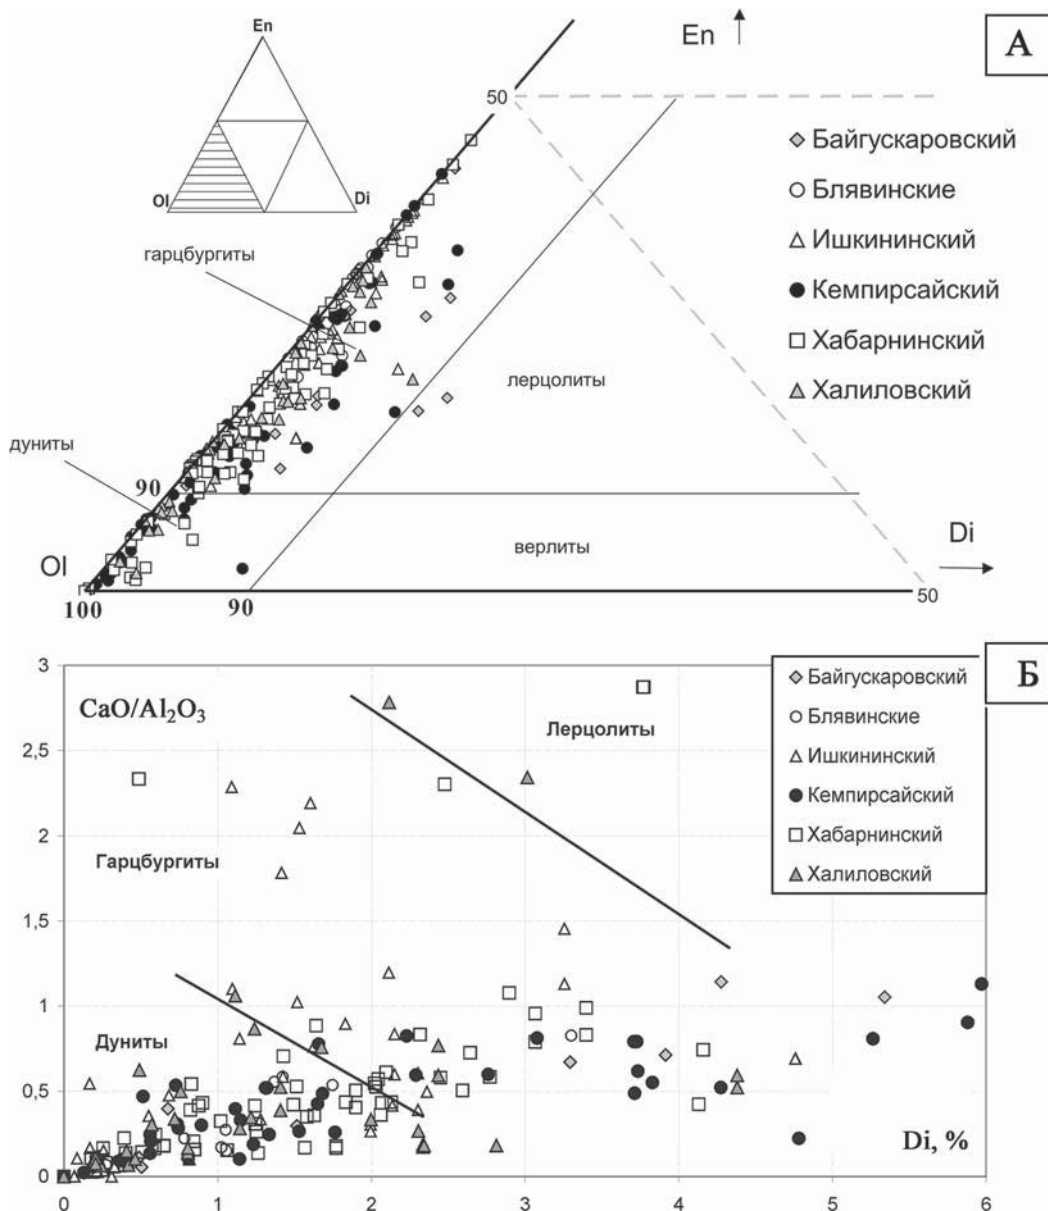 En
En
А
50
Байгускаровский
Блявинские
Ol
Di
Ишкининский
гарцбургиты
Кемпирсайский
Хабарнинский
лерцолиты
Халиловский
дуниты
90
верлиты
Di
Ol
50
100
90
3
CaO/Al₂O₃
Б
Байгускаровский
Блявинские
Ишкининский
Кемпирсайский
Хабарнинский
Халиловский
Лерцолиты
2,5
2
Гарцбургиты
1,5
1
Дуниты
0,5
Di, %
0
0
1
2
3
4
5
6